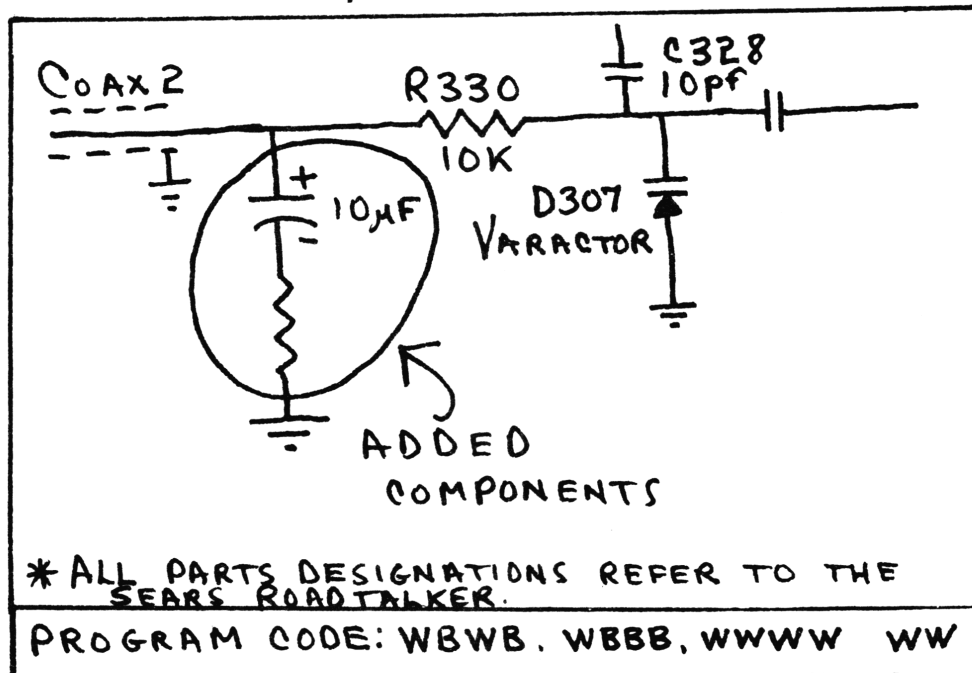 COAX 2
R330
10K
C328
10pf
+
10µF
-
D307
VARACTOR
ADDED
COMPONENTS
* ALL PARTS DESIGNATIONS REFER TO THE
SEARS ROADTALKER.
PROGRAM CODE: WBWB. WBBB, WWWW WW